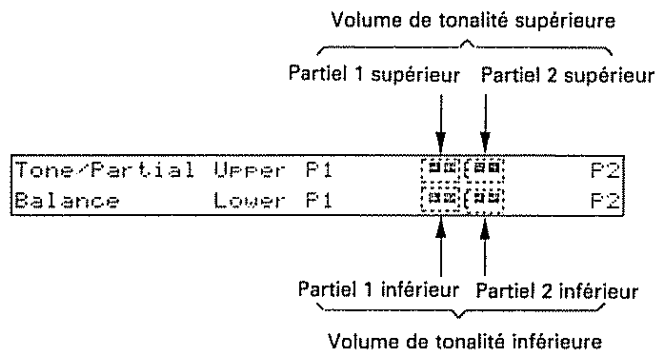 Volume de tonalité supérieure
Partiel 1 supérieur Partiel 2 supérieur
Tone/Partial Upper P1 P2
Balance Lower P1 P2
Partiel 1 inférieur Partiel 2 inférieur
Volume de tonalité inférieure